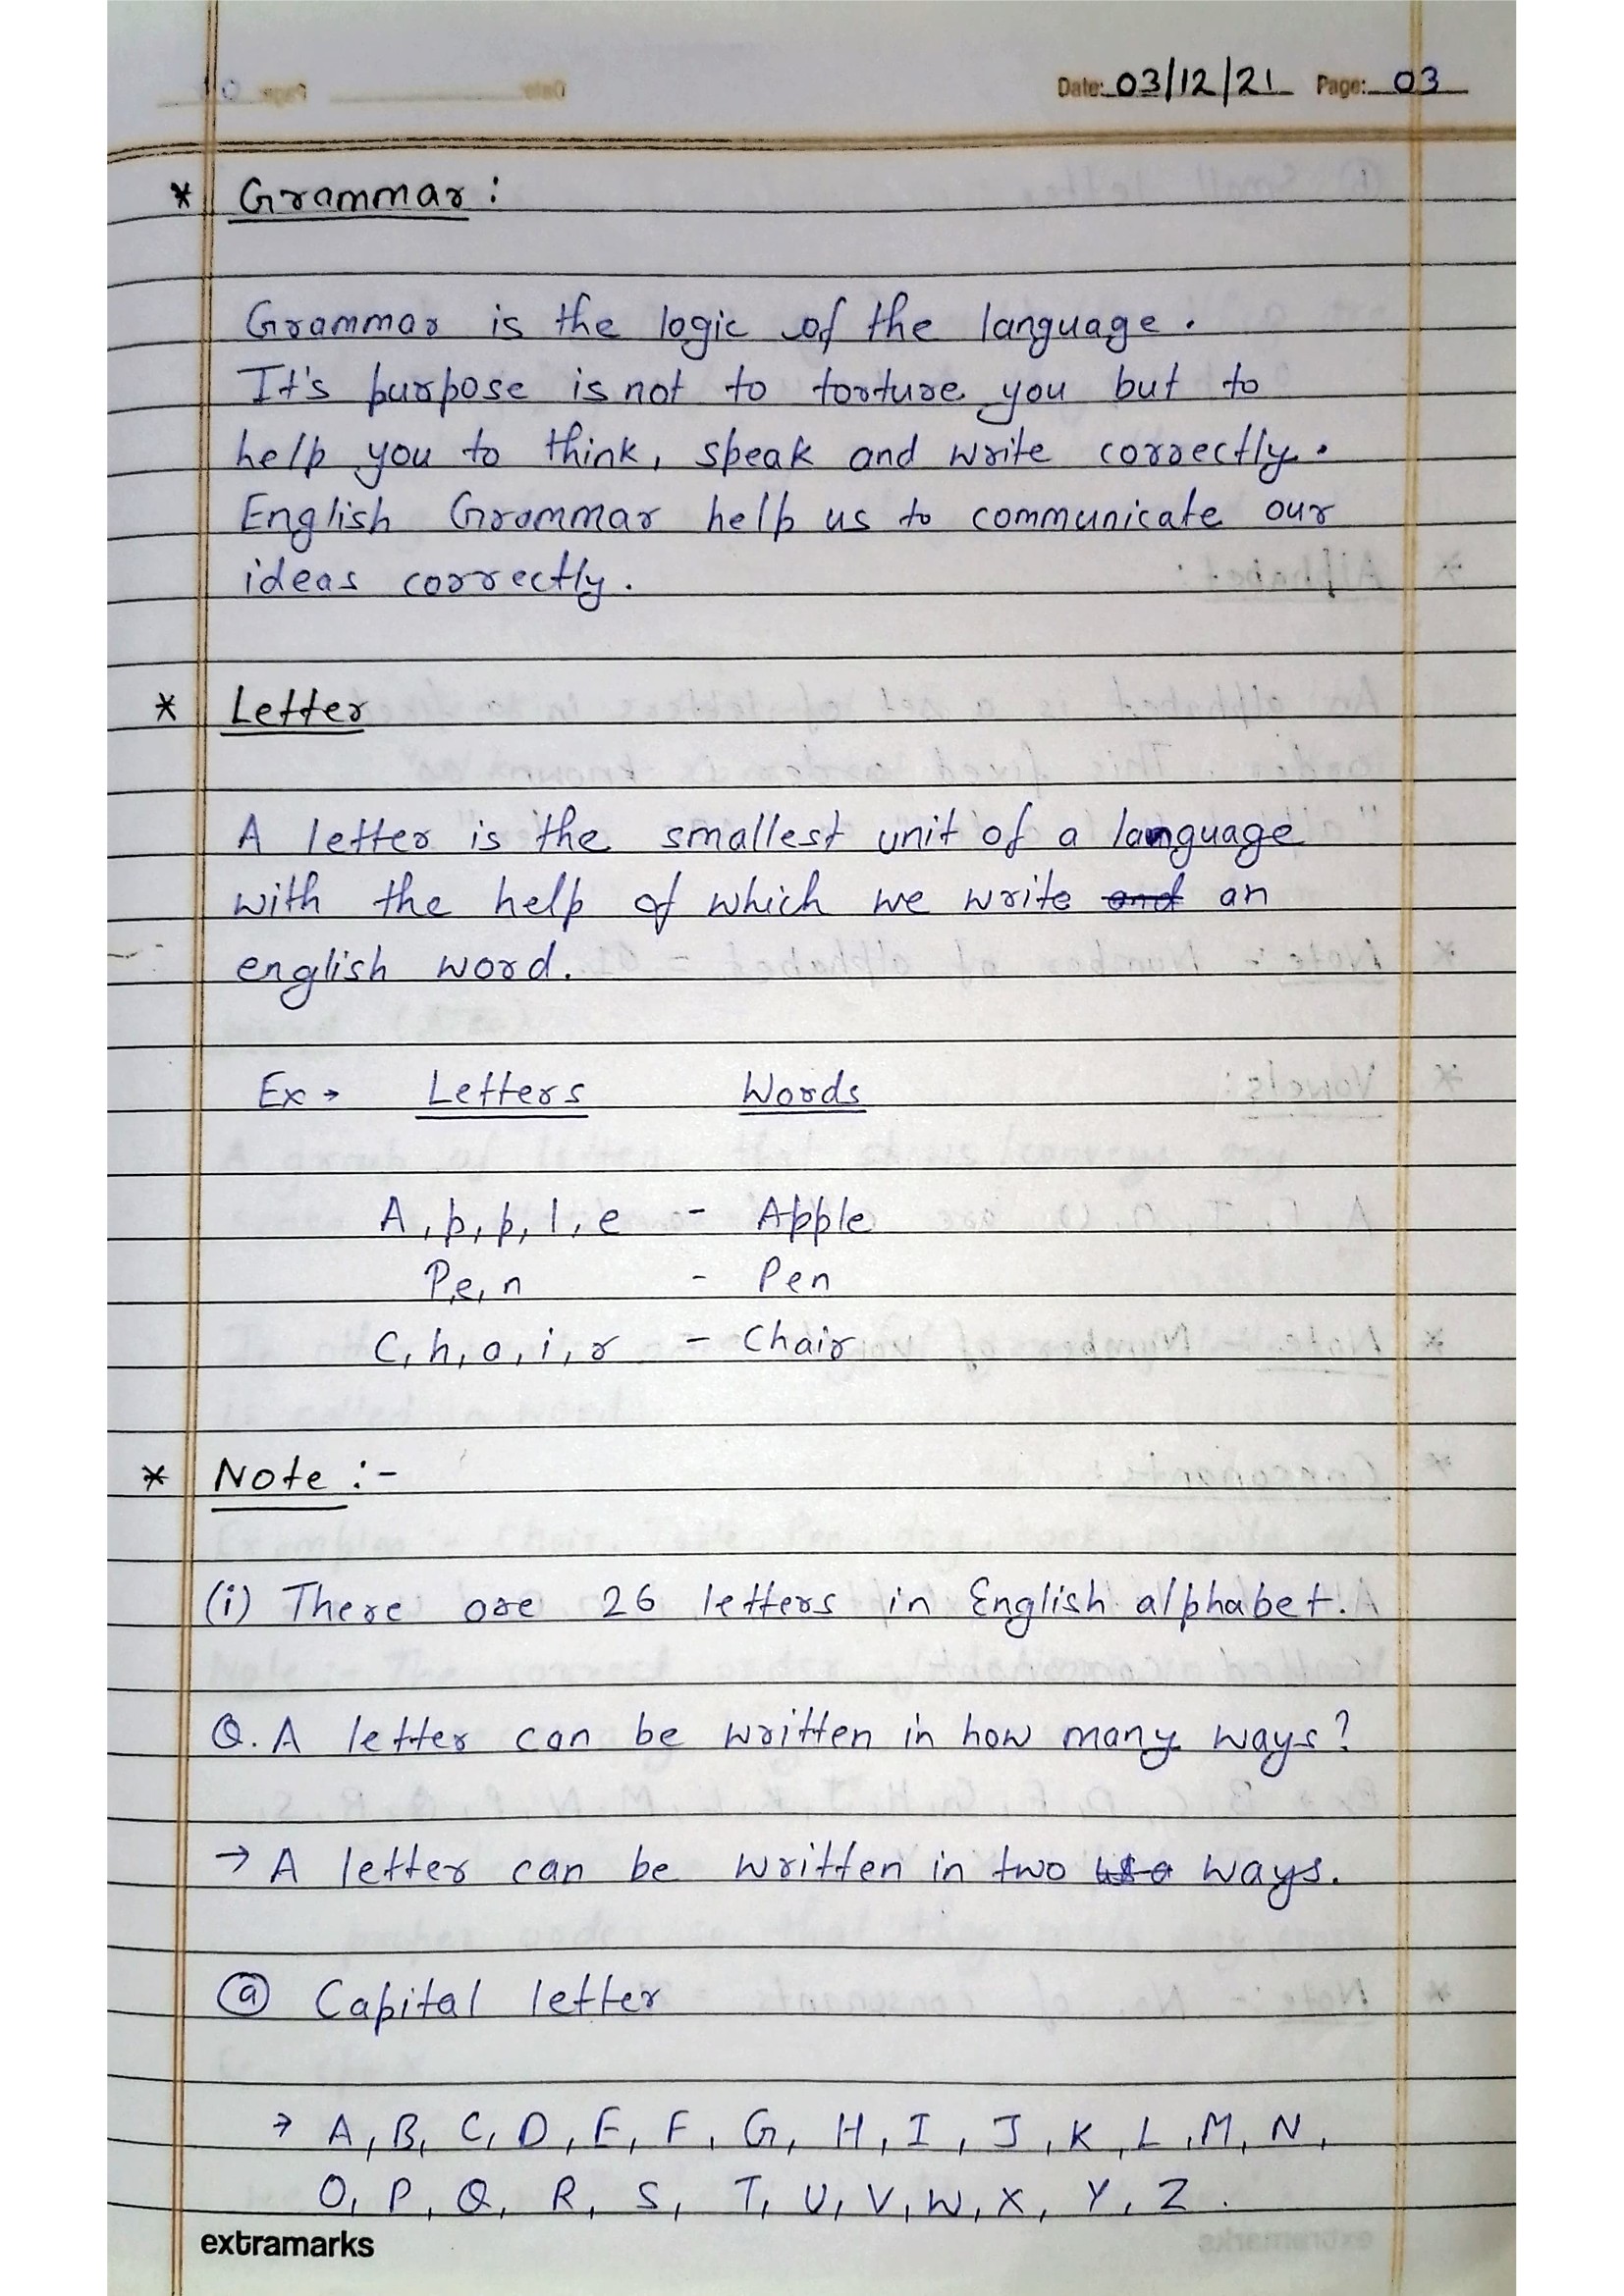 Date: 03/12/21 Page: 03
* Grammar :
Grammar is the logic of the language.
It's purpose is not to torture you but to
help you to think, speak and write correctly.
English Grammar help us to communicate our
ideas correctly.
* Letter
A letter is the smallest unit of a language
with the help of which we write and an
english word.
Ex → Letters Words
A, p, p, l, e - Apple
P, e, n - Pen
C, h, a, i, r - Chair
* Note :-
(i) There are 26 letters in English alphabet.
Q. A letter can be written in how many ways?
→ A letter can be written in two ways.
(a) Capital letter
→ A, B, C, D, E, F, G, H, I, J, K, L, M, N,
O, P, Q, R, S, T, U, V, W, X, Y, Z.
extramarks